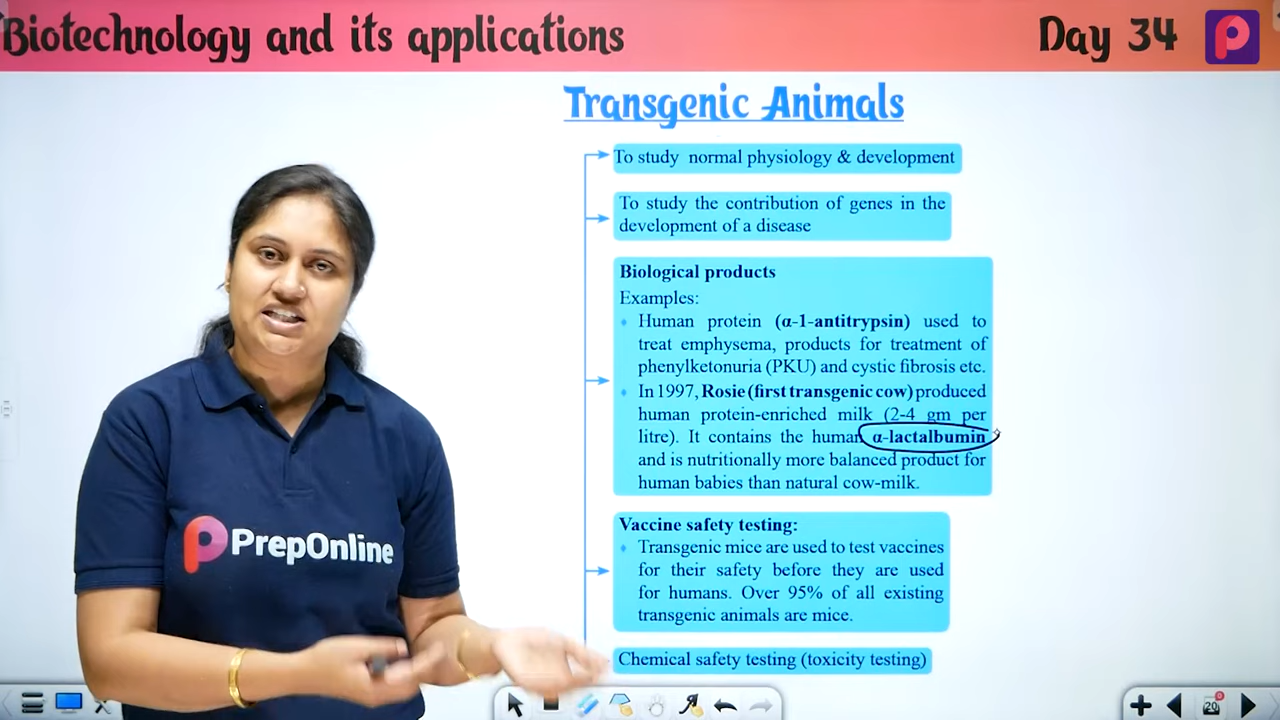 Biotechnology and its applications
Day 34
Transgenic Animals
To study normal physiology & development
To study the contribution of genes in the
development of a disease
Biological products
Examples:
Human protein (α-1-antitrypsin) used to
treat emphysema, products for treatment of
phenylketonuria (PKU) and cystic fibrosis etc.
In 1997, Rosie (first transgenic cow) produced
human protein-enriched milk (2-4 gm per
litre). It contains the human α-lactalbumin
and is nutritionally more balanced product for
human babies than natural cow-milk.
Vaccine safety testing:
Transgenic mice are used to test vaccines
for their safety before they are used
for humans. Over 95% of all existing
transgenic animals are mice.
Chemical safety testing (toxicity testing)
PrepOnline
20